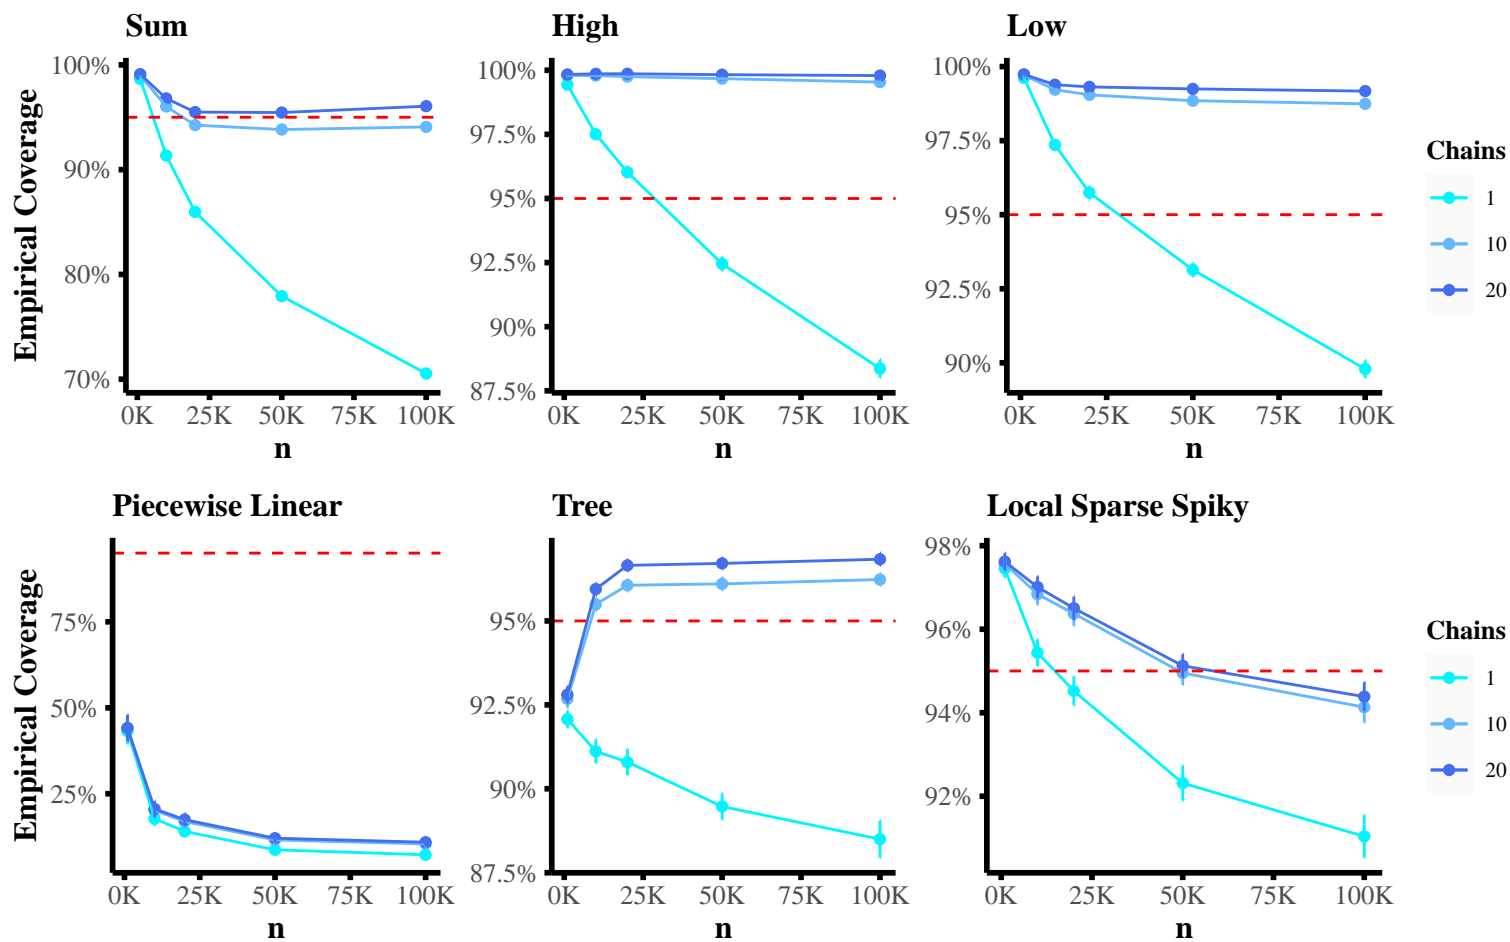 Sum
High
Low
Empirical Coverage
100%
90%
80%
70%
0K 25K 50K 75K 100K
n
100%
97.5%
95%
92.5%
90%
87.5%
0K 25K 50K 75K 100K
n
100%
97.5%
95%
92.5%
90%
0K 25K 50K 75K 100K
n
Chains
1
10
20
Piecewise Linear
Tree
Local Sparse Spiky
Empirical Coverage
75%
50%
25%
0K 25K 50K 75K 100K
n
95%
92.5%
90%
87.5%
0K 25K 50K 75K 100K
n
98%
96%
94%
92%
0K 25K 50K 75K 100K
n
Chains
1
10
20